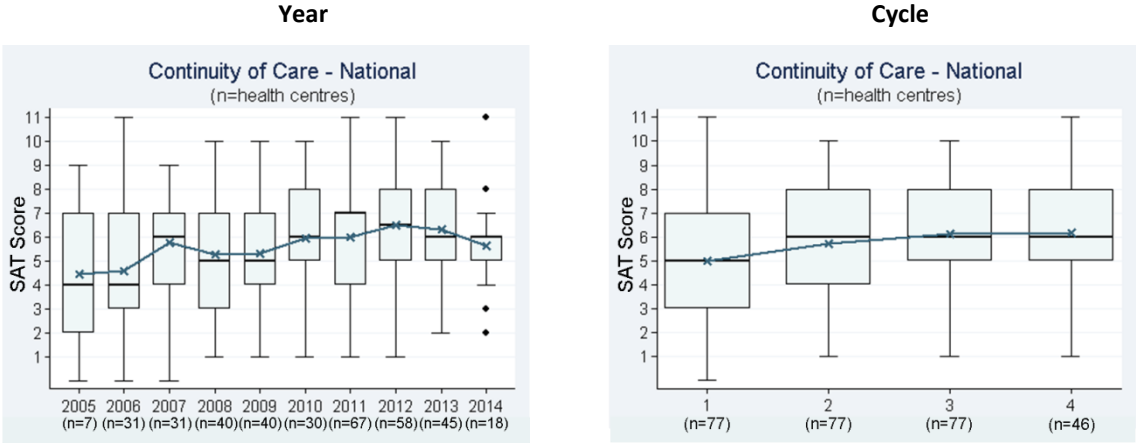 Year
Continuity of Care - National
(n=health centres)
SAT Score
11
10
9
8
7
6
5
4
3
2
1
2005 2006 2007 2008 2009 2010 2011 2012 2013 2014
(n=7) (n=31) (n=31) (n=40) (n=40) (n=30) (n=67) (n=58) (n=45) (n=18)
Cycle
Continuity of Care - National
(n=health centres)
SAT Score
11
10
9
8
7
6
5
4
3
2
1
1 2 3 4
(n=77) (n=77) (n=77) (n=46)